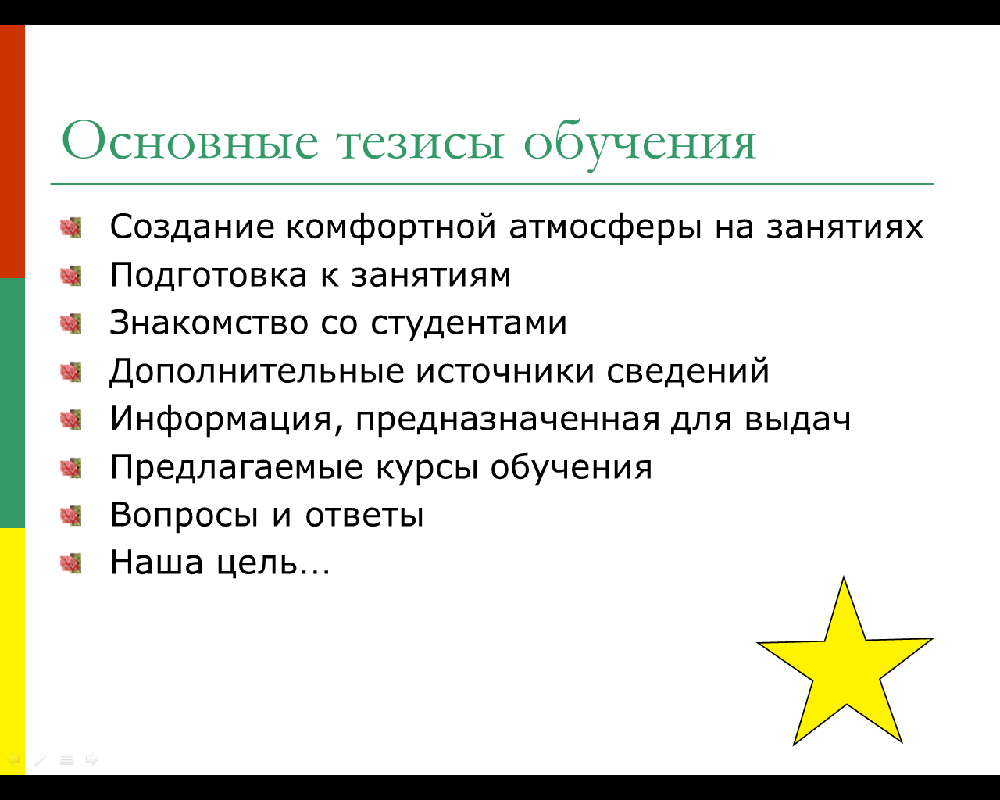 Основные тезисы обучения
Создание комфортной атмосферы на занятиях
Подготовка к занятиям
Знакомство со студентами
Дополнительные источники сведений
Информация, предназначенная для выдач
Предлагаемые курсы обучения
Вопросы и ответы
Наша цель…